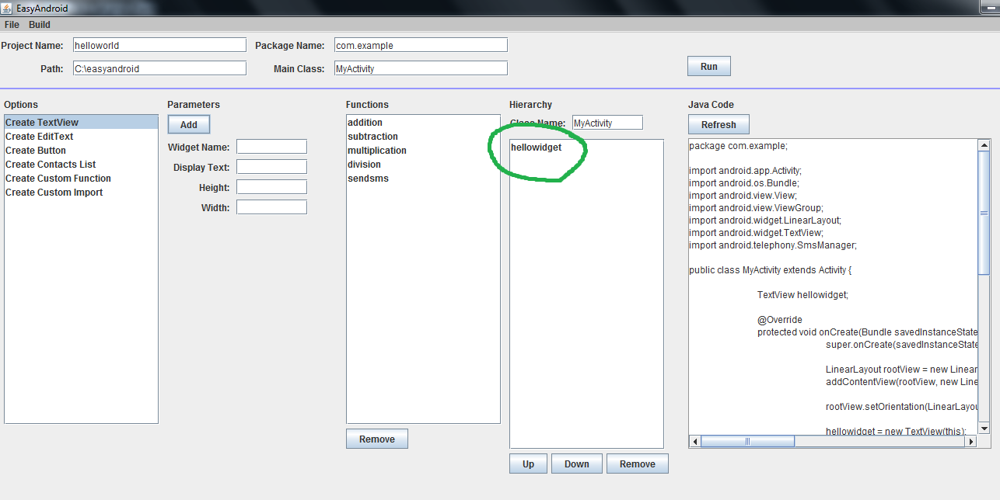 EasyAndroid
File Build
Project Name: helloworld Package Name: com.example
Path: C:\easyandroid Main Class: MyActivity
Run
Options
Create TextView
Create EditText
Create Button
Create Contacts List
Create Custom Function
Create Custom Import
Parameters
Add
Widget Name:
Display Text:
Height:
Width:
Functions
addition
subtraction
multiplication
division
sendsms
Remove
Hierarchy
Class Name: MyActivity
hellowidget
Up Down Remove
Java Code
Refresh
package com.example;
import android.app.Activity;
import android.os.Bundle;
import android.view.View;
import android.view.ViewGroup;
import android.widget.LinearLayout;
import android.widget.TextView;
import android.telephony.SmsManager;
public class MyActivity extends Activity {
TextView hellowidget;
@Override
protected void onCreate(Bundle savedInstanceState
super.onCreate(savedInstanceState
LinearLayout rootView = new Linear
addContentView(rootView, new Line
rootView.setOrientation(LinearLayou
hellowidget = new TextView(this);